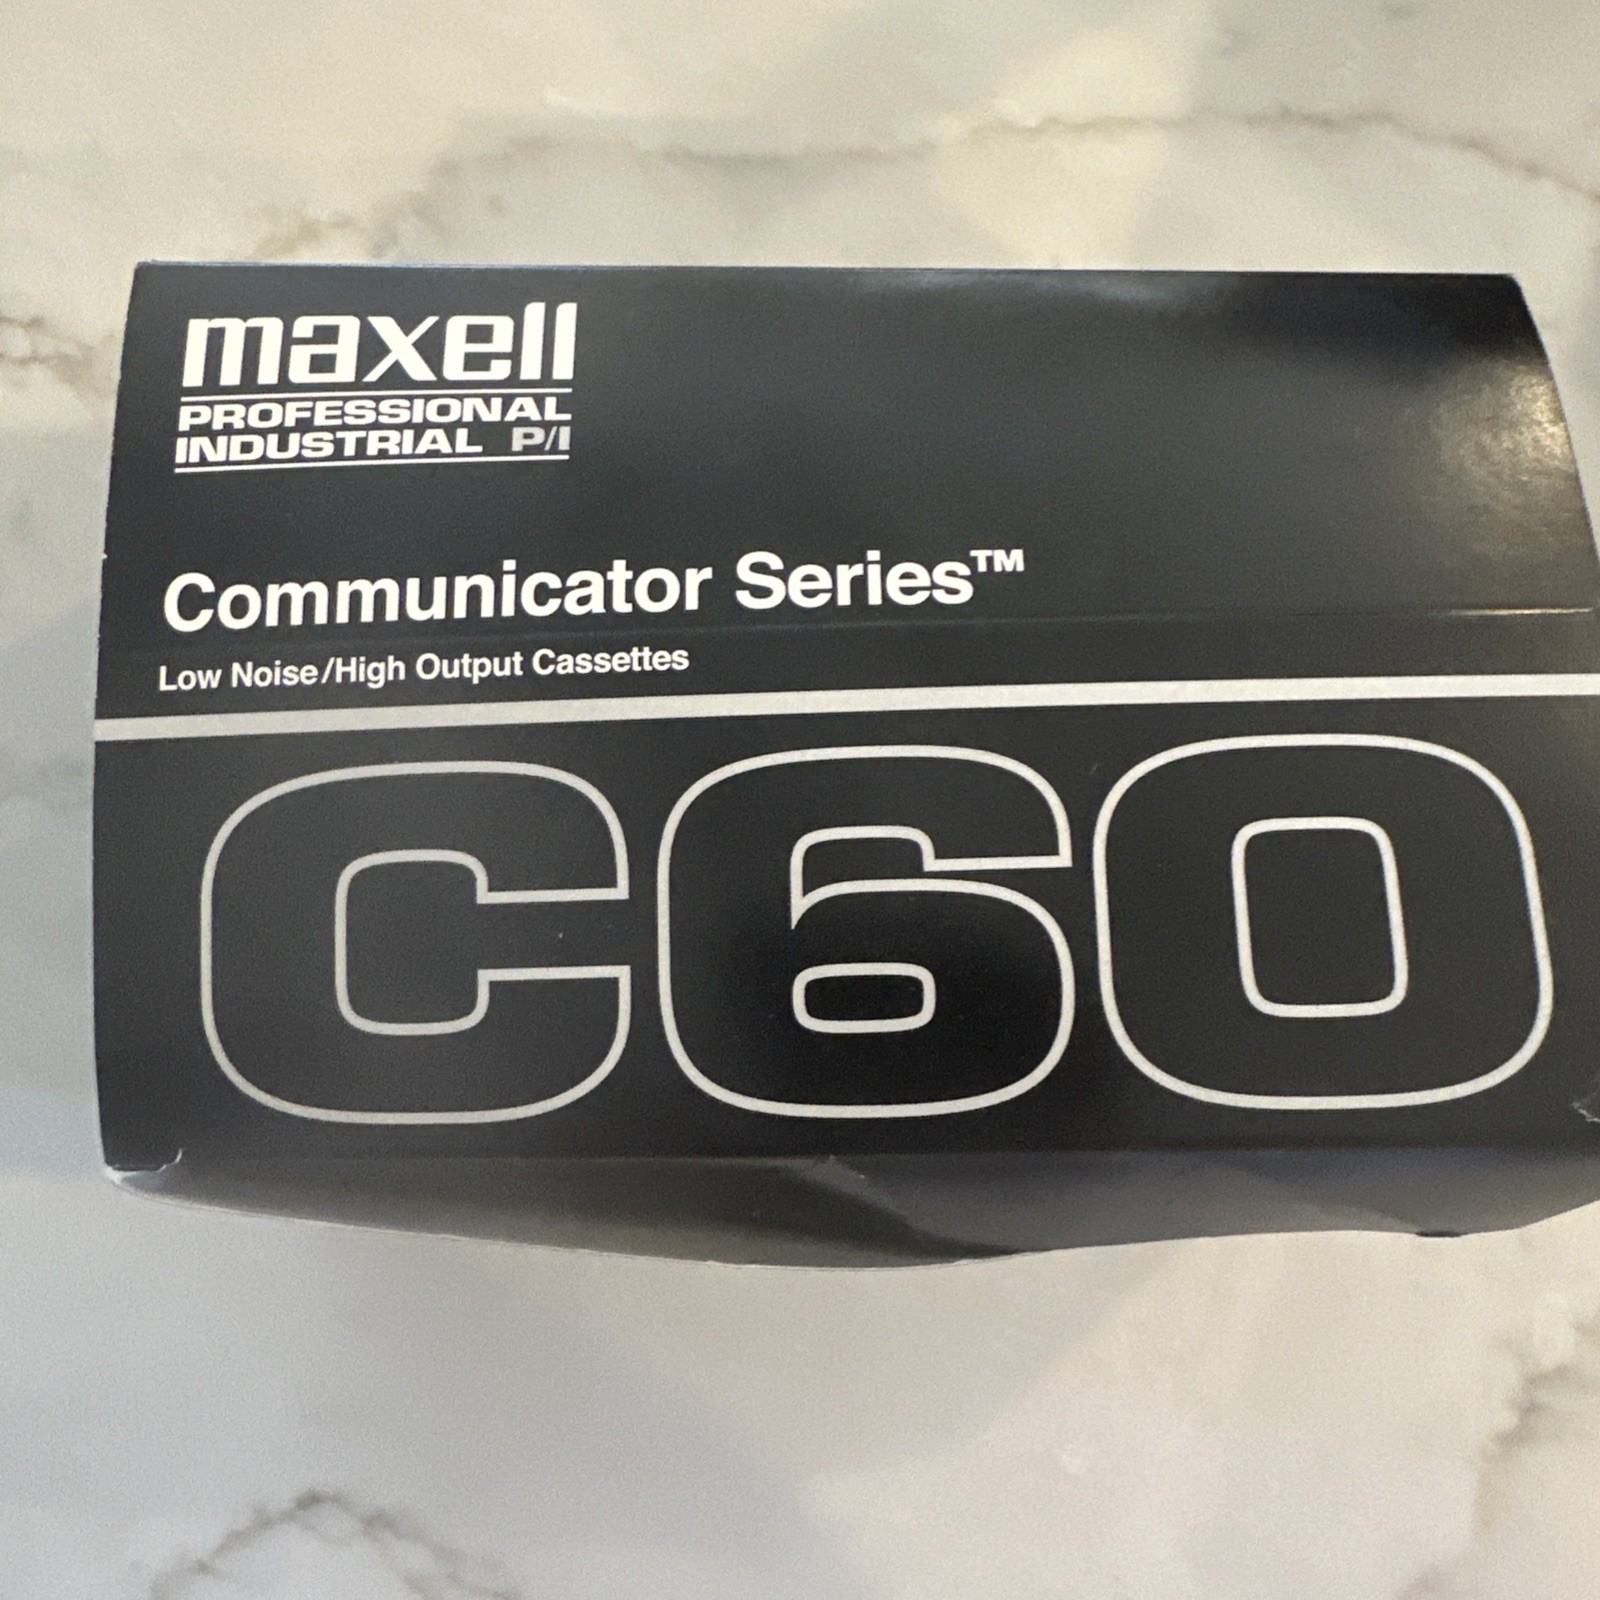 maxell
PROFESSIONAL
INDUSTRIAL P/I
Communicator Series™
Low Noise/High Output Cassettes
C60